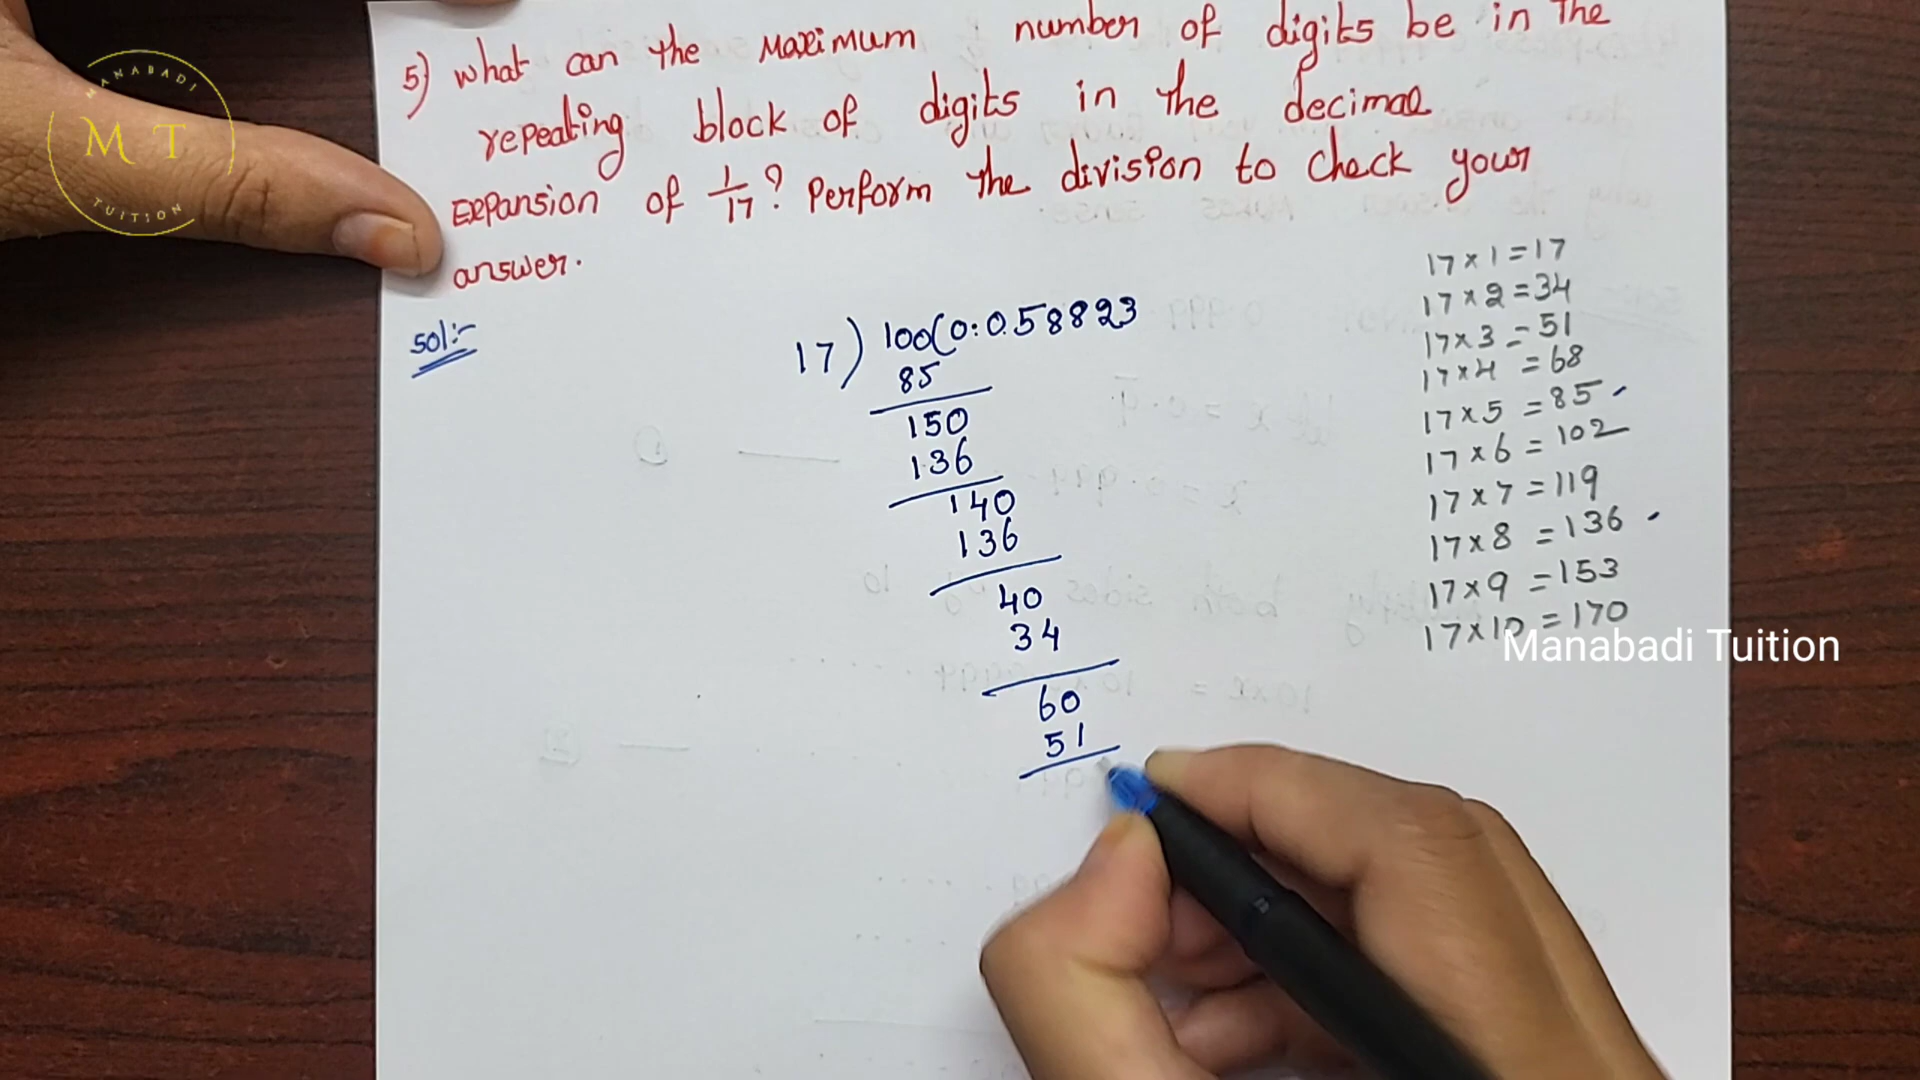 MANABADI
M T
TUITION
5) What can the Maximum number of digits be in the
repeating block of digits in the decimal
Expansion of 1/17? Perform the division to check your
answer.
Sol:-
17) 100(0.058823
85
150
136
140
136
40
34
60
51
17 x 1 = 17
17 x 2 = 34
17 x 3 = 51
17 x 4 = 68
17 x 5 = 85
17 x 6 = 102
17 x 7 = 119
17 x 8 = 136
17 x 9 = 153
17 x 10 = 170
Manabadi Tuition